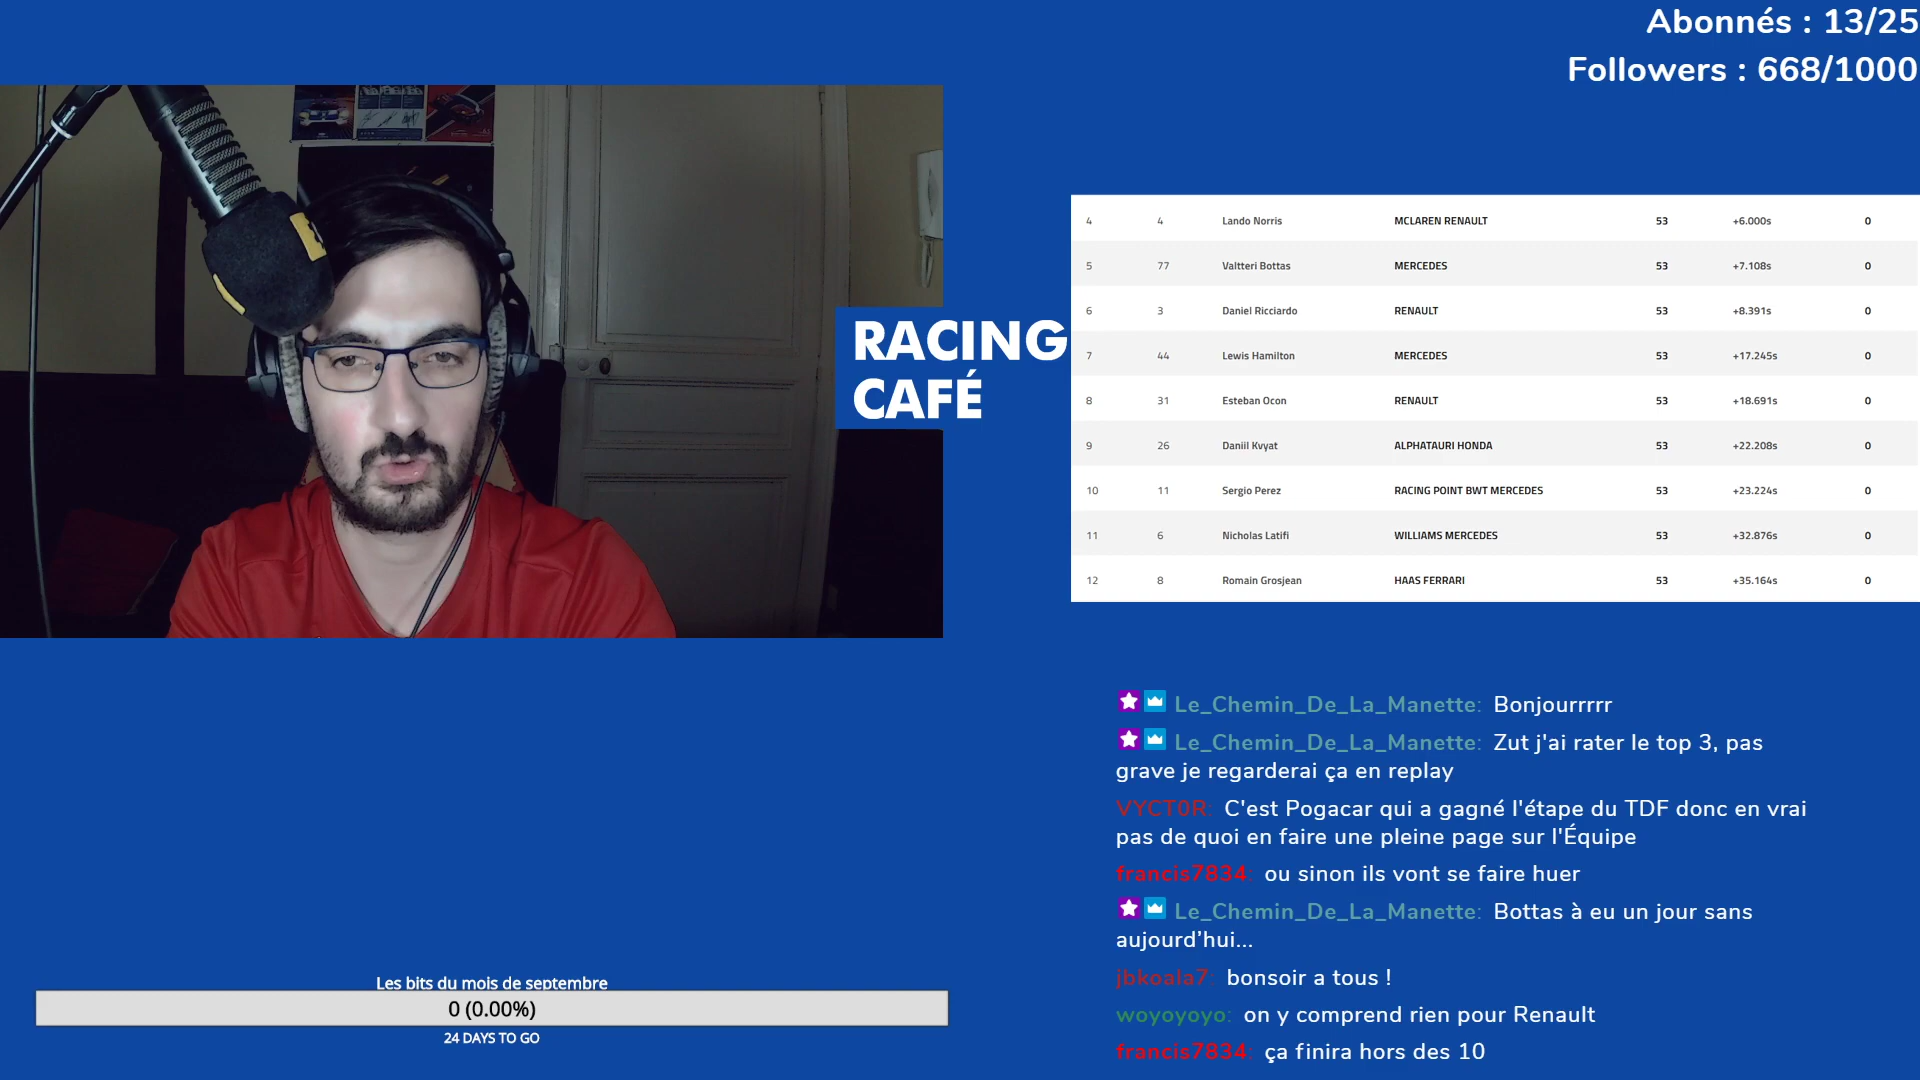 Abonnés : 13/25
Followers : 668/1000
RACING
CAFÉ
4 4 Lando Norris MCLAREN RENAULT 53 +6.000s 0
5 77 Valtteri Bottas MERCEDES 53 +7.108s 0
6 3 Daniel Ricciardo RENAULT 53 +8.391s 0
7 44 Lewis Hamilton MERCEDES 53 +17.245s 0
8 31 Esteban Ocon RENAULT 53 +18.691s 0
9 26 Daniil Kvyat ALPHATAURI HONDA 53 +22.208s 0
10 11 Sergio Perez RACING POINT BWT MERCEDES 53 +23.224s 0
11 6 Nicholas Latifi WILLIAMS MERCEDES 53 +32.876s 0
12 8 Romain Grosjean HAAS FERRARI 53 +35.164s 0
Le_Chemin_De_La_Manette: Bonjourrrrr
Le_Chemin_De_La_Manette: Zut j'ai rater le top 3, pas
grave je regarderai ça en replay
VYCT0R: C'est Pogacar qui a gagné l'étape du TDF donc en vrai
pas de quoi en faire une pleine page sur l'Équipe
francis7834: ou sinon ils vont se faire huer
Le_Chemin_De_La_Manette: Bottas à eu un jour sans
aujourd'hui...
jbkoala7: bonsoir a tous !
woyoyoyo: on y comprend rien pour Renault
francis7834: ça finira hors des 10
Les bits du mois de septembre
0 (0.00%)
24 DAYS TO GO